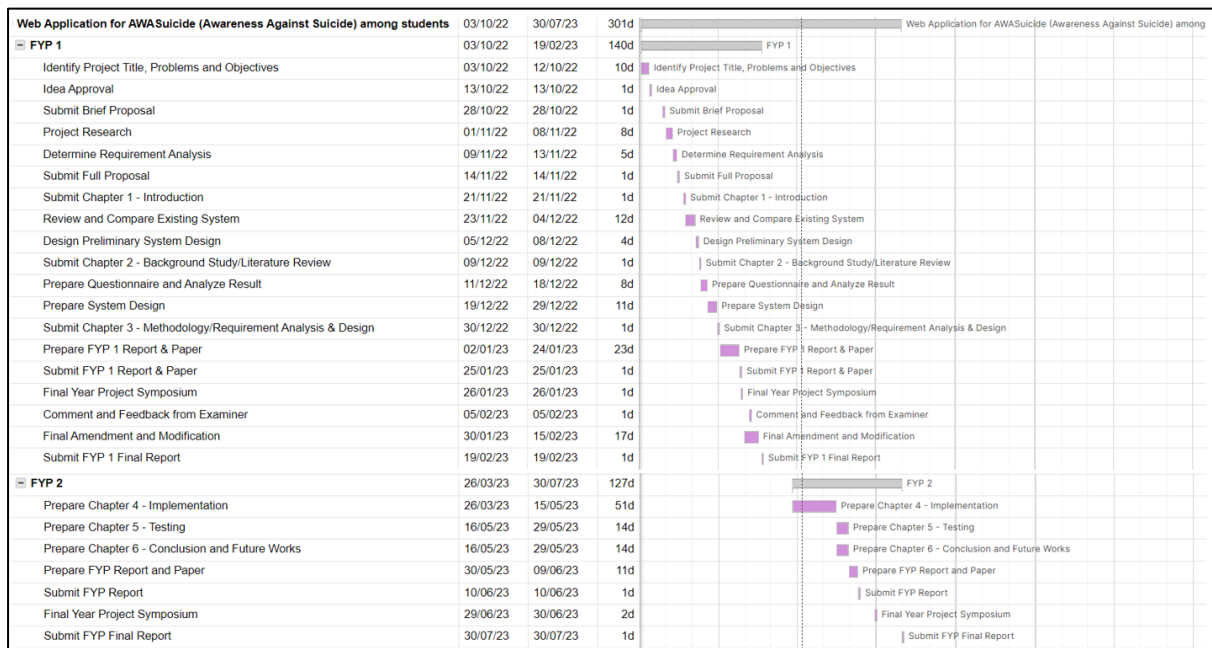 Web Application for AWASuicide (Awareness Against Suicide) among students 03/10/22 30/07/23 301d Web Application for AWASuicide (Awareness Against Suicide) among
FYP 1 03/10/22 19/02/23 140d FYP 1
Identify Project Title, Problems and Objectives 03/10/22 12/10/22 10d Identify Project Title, Problems and Objectives
Idea Approval 13/10/22 13/10/22 1d Idea Approval
Submit Brief Proposal 28/10/22 28/10/22 1d Submit Brief Proposal
Project Research 01/11/22 08/11/22 8d Project Research
Determine Requirement Analysis 09/11/22 13/11/22 5d Determine Requirement Analysis
Submit Full Proposal 14/11/22 14/11/22 1d Submit Full Proposal
Submit Chapter 1 - Introduction 21/11/22 21/11/22 1d Submit Chapter 1 - Introduction
Review and Compare Existing System 23/11/22 04/12/22 12d Review and Compare Existing System
Design Preliminary System Design 05/12/22 08/12/22 4d Design Preliminary System Design
Submit Chapter 2 - Background Study/Literature Review 09/12/22 09/12/22 1d Submit Chapter 2 - Background Study/Literature Review
Prepare Questionnaire and Analyze Result 11/12/22 18/12/22 8d Prepare Questionnaire and Analyze Result
Prepare System Design 19/12/22 29/12/22 11d Prepare System Design
Submit Chapter 3 - Methodology/Requirement Analysis & Design 30/12/22 30/12/22 1d Submit Chapter 3 - Methodology/Requirement Analysis & Design
Prepare FYP 1 Report & Paper 02/01/23 24/01/23 23d Prepare FYP 1 Report & Paper
Submit FYP 1 Report & Paper 25/01/23 25/01/23 1d Submit FYP 1 Report & Paper
Final Year Project Symposium 26/01/23 26/01/23 1d Final Year Project Symposium
Comment and Feedback from Examiner 05/02/23 05/02/23 1d Comment and Feedback from Examiner
Final Amendment and Modification 30/01/23 15/02/23 17d Final Amendment and Modification
Submit FYP 1 Final Report 19/02/23 19/02/23 1d Submit FYP 1 Final Report
FYP 2 26/03/23 30/07/23 127d FYP 2
Prepare Chapter 4 - Implementation 26/03/23 15/05/23 51d Prepare Chapter 4 - Implementation
Prepare Chapter 5 - Testing 16/05/23 29/05/23 14d Prepare Chapter 5 - Testing
Prepare Chapter 6 - Conclusion and Future Works 16/05/23 29/05/23 14d Prepare Chapter 6 - Conclusion and Future Works
Prepare FYP Report and Paper 30/05/23 09/06/23 11d Prepare FYP Report and Paper
Submit FYP Report 10/06/23 10/06/23 1d Submit FYP Report
Final Year Project Symposium 29/06/23 30/06/23 2d Final Year Project Symposium
Submit FYP Final Report 30/07/23 30/07/23 1d Submit FYP Final Report